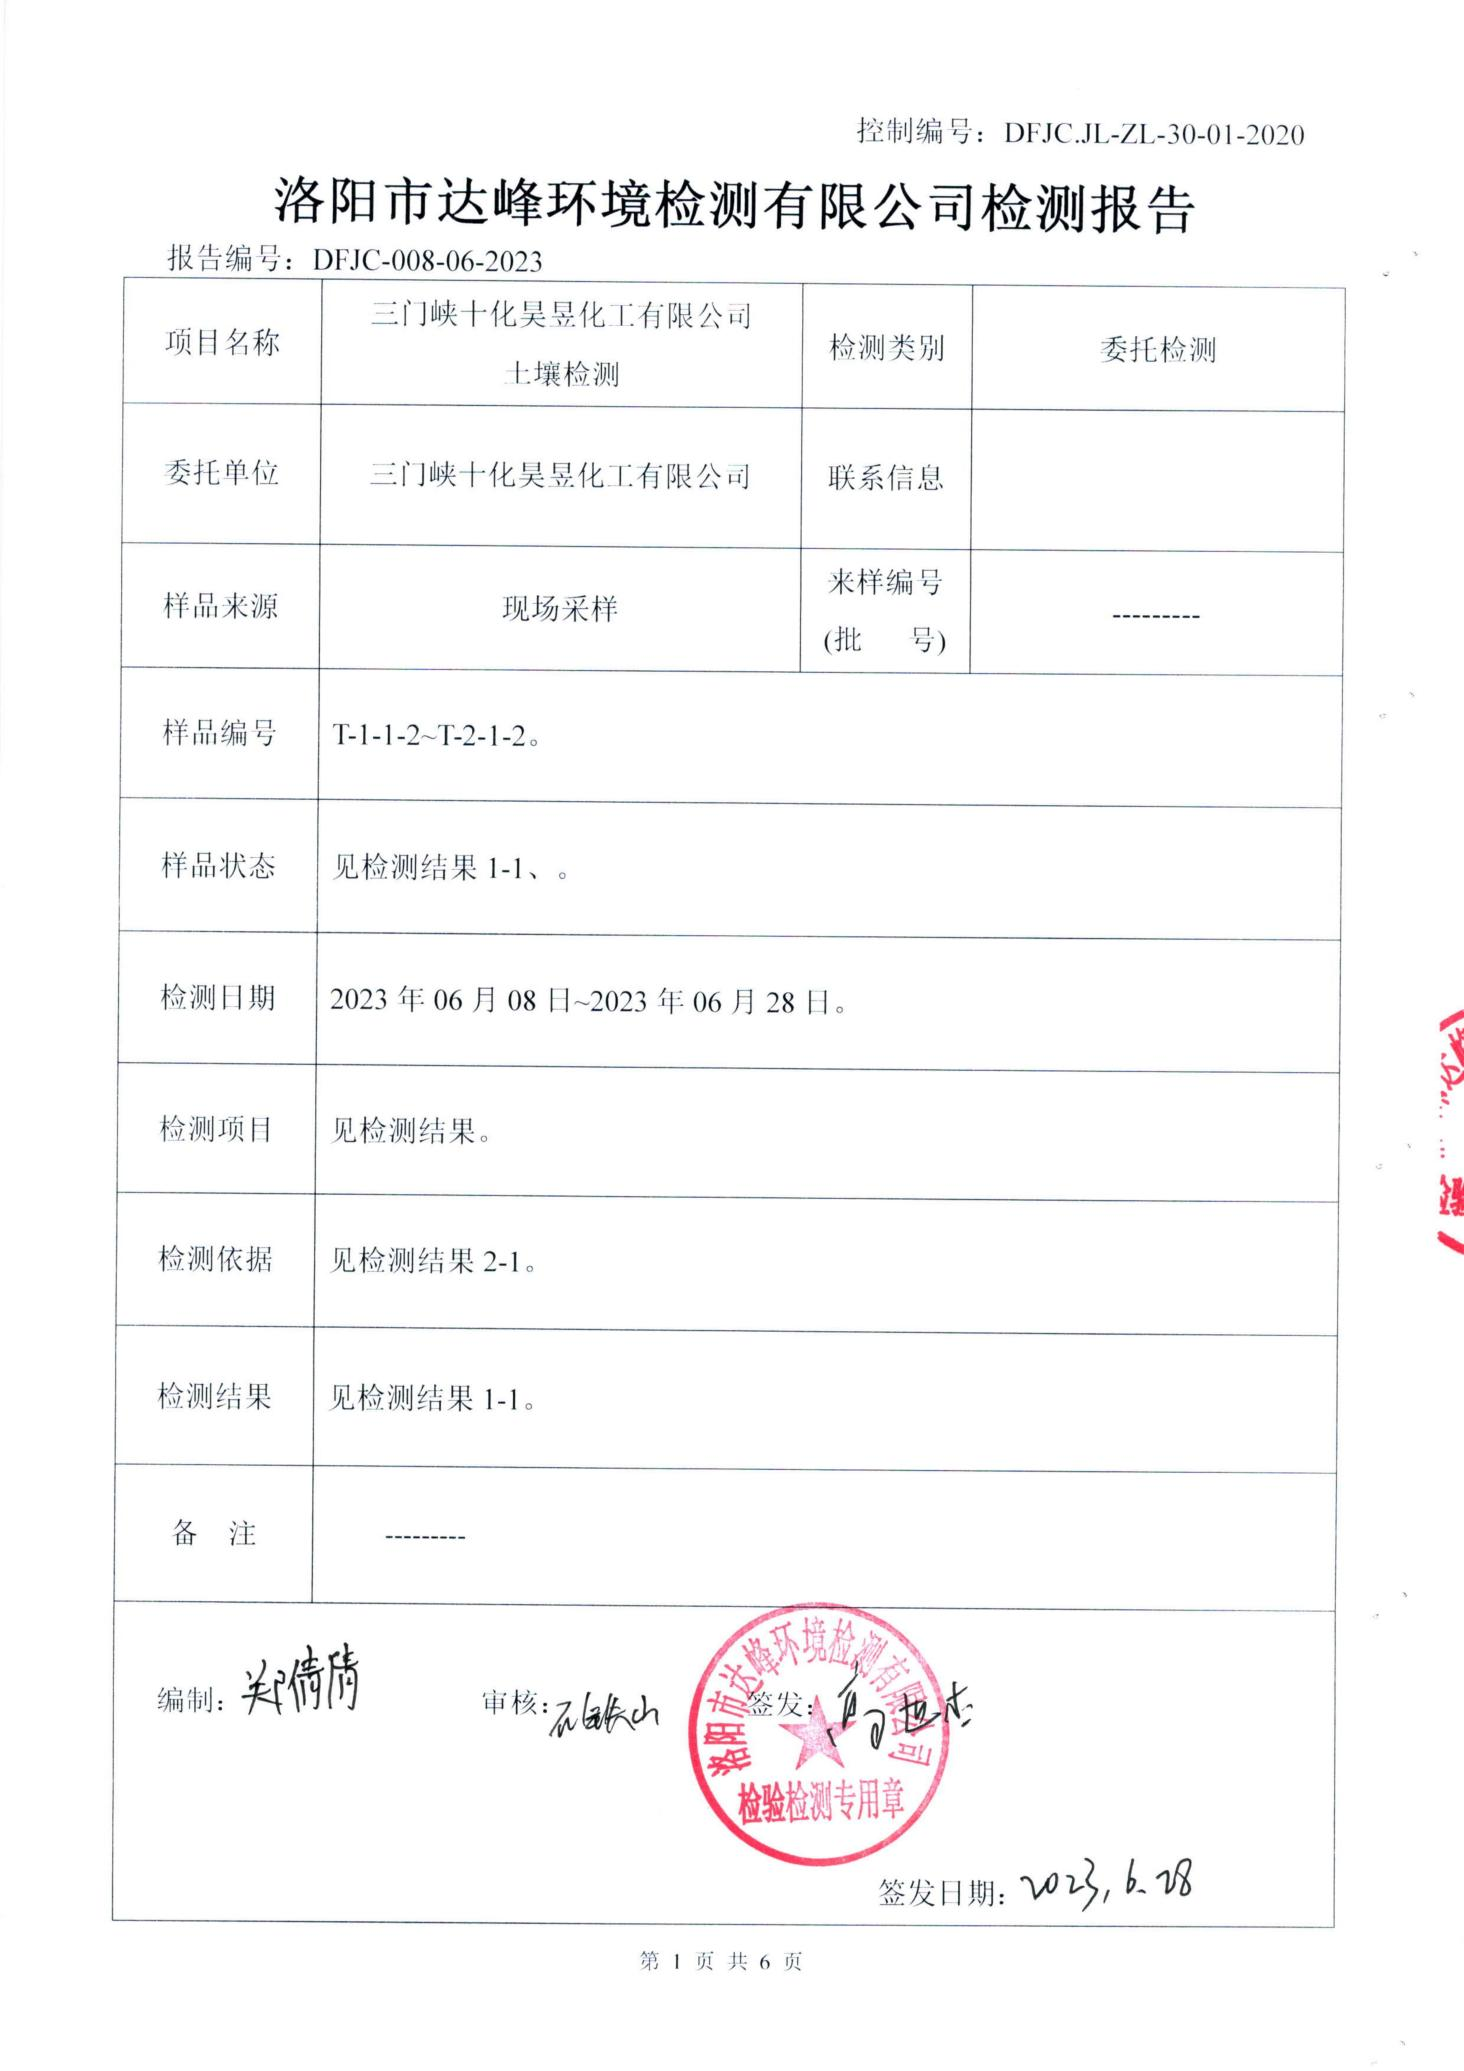 控制编号：DFJC.JL-ZL-30-01-2020
洛阳市达峰环境检测有限公司检测报告
报告编号：DFJC-008-06-2023
项目名称
三门峡十化昊昱化工有限公司
土壤检测
检测类别
委托检测
委托单位
三门峡十化昊昱化工有限公司
联系信息
样品来源
现场采样
来样编号
(批 号)
---------
样品编号
T-1-1-2~T-2-1-2。
样品状态
见检测结果 1-1、。
检测日期
2023 年 06 月 08 日~2023 年 06 月 28 日。
检测项目
见检测结果。
检测依据
见检测结果 2-1。
检测结果
见检测结果 1-1。
备 注
---------
编制：郑倩倩
审核：
签发：
洛阳市达峰环境检测有限公司
检验检测专用章
签发日期：2023.6.28
第 1 页 共 6 页